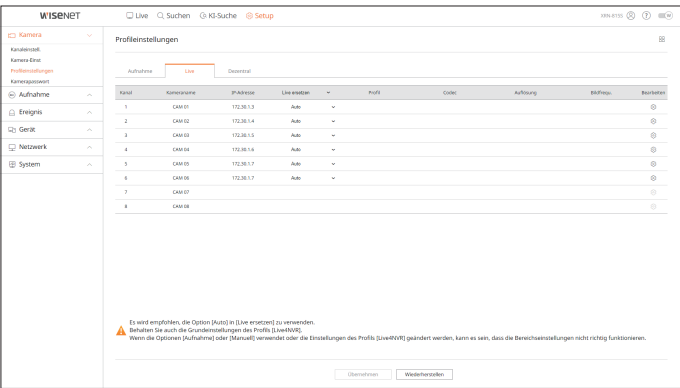 WISENET
Live Suchen KI-Suche Setup
XRN-819S
Kamera
Kanaleinstell.
Kamera-Einst
Profileinstellungen
Kamerapasswort
Aufnahme
Ereignis
Gerät
Netzwerk
System
Profileinstellungen
Aufnahme Live Dezentral
Kanal Kameraname IP-Adresse Live ersetzen Profil Codec Auflösung Bildfrequ. Bearbeiten
1 CAM 01 172.30.1.3 Auto
2 CAM 02 172.30.1.4 Auto
3 CAM 03 172.30.1.5 Auto
4 CAM 04 172.30.1.6 Auto
5 CAM 05 172.30.1.7 Auto
6 CAM 06 172.30.1.7 Auto
7 CAM 07
8 CAM 08
Es wird empfohlen, die Option [Auto] in [Live ersetzen] zu verwenden.
Behalten Sie auch die Grundeinstellungen des Profils [Live4NVR].
Wenn die Optionen [Aufnahme] oder [Manuell] verwendet oder die Einstellungen des Profils [Live4NVR] geändert werden, kann es sein, dass die Bereichseinstellungen nicht richtig funktionieren.
Übernehmen Wiederherstellen